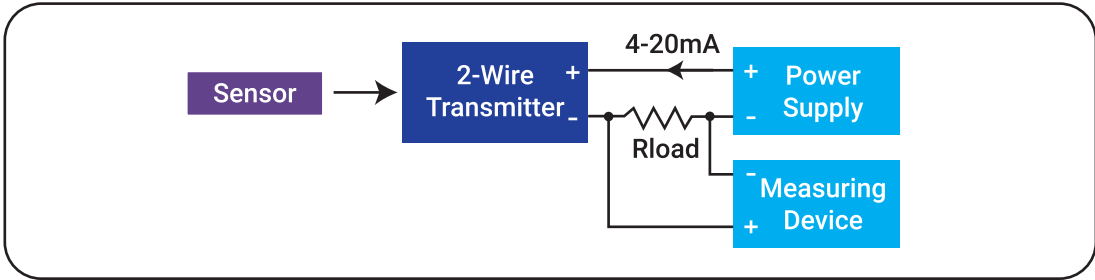 Sensor
2-Wire
Transmitter
+
-
4-20mA
Rload
+
-
Power
Supply
-
+
Measuring
Device